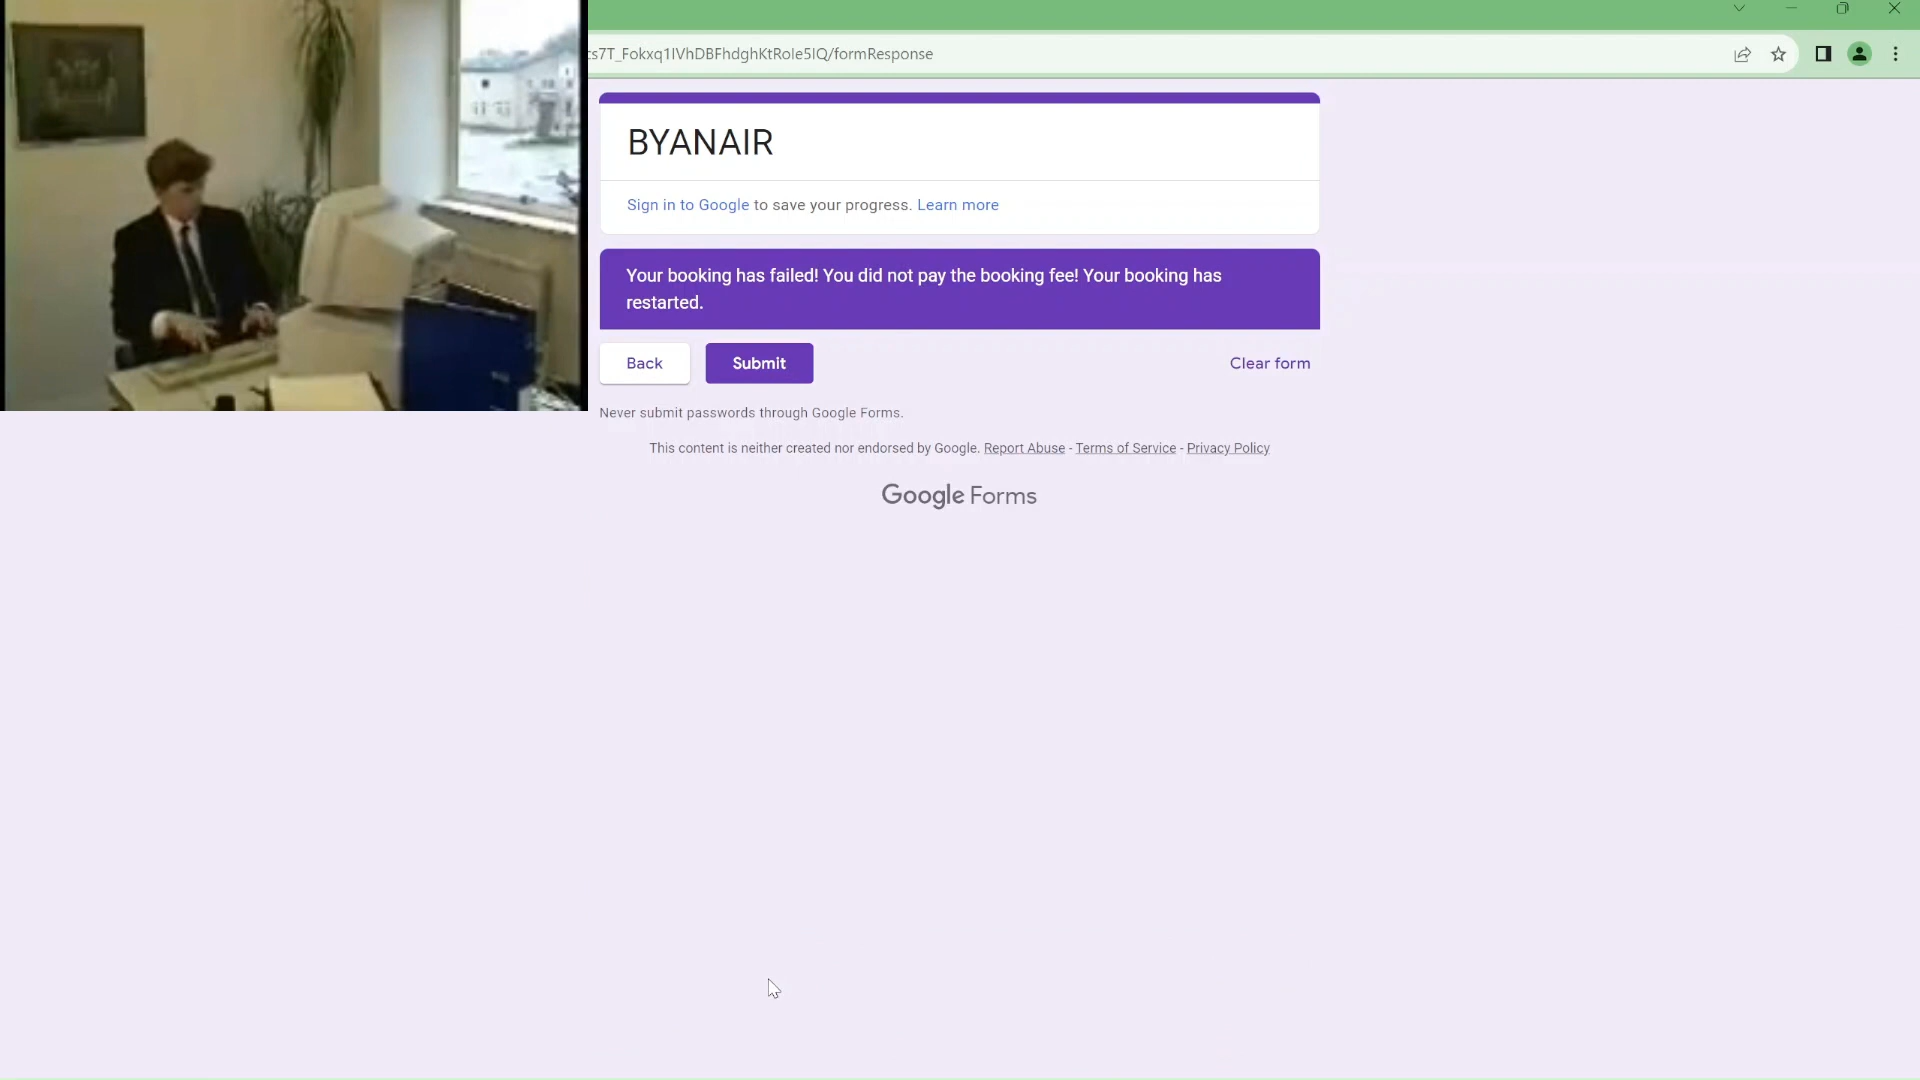 cs7T_Fokxq1IVhDBFhdghKtRole5IQ/formResponse
BYANAIR
Sign in to Google to save your progress. Learn more
Your booking has failed! You did not pay the booking fee! Your booking has
restarted.
Back Submit Clear form
Never submit passwords through Google Forms.
This content is neither created nor endorsed by Google. Report Abuse - Terms of Service - Privacy Policy
Google Forms